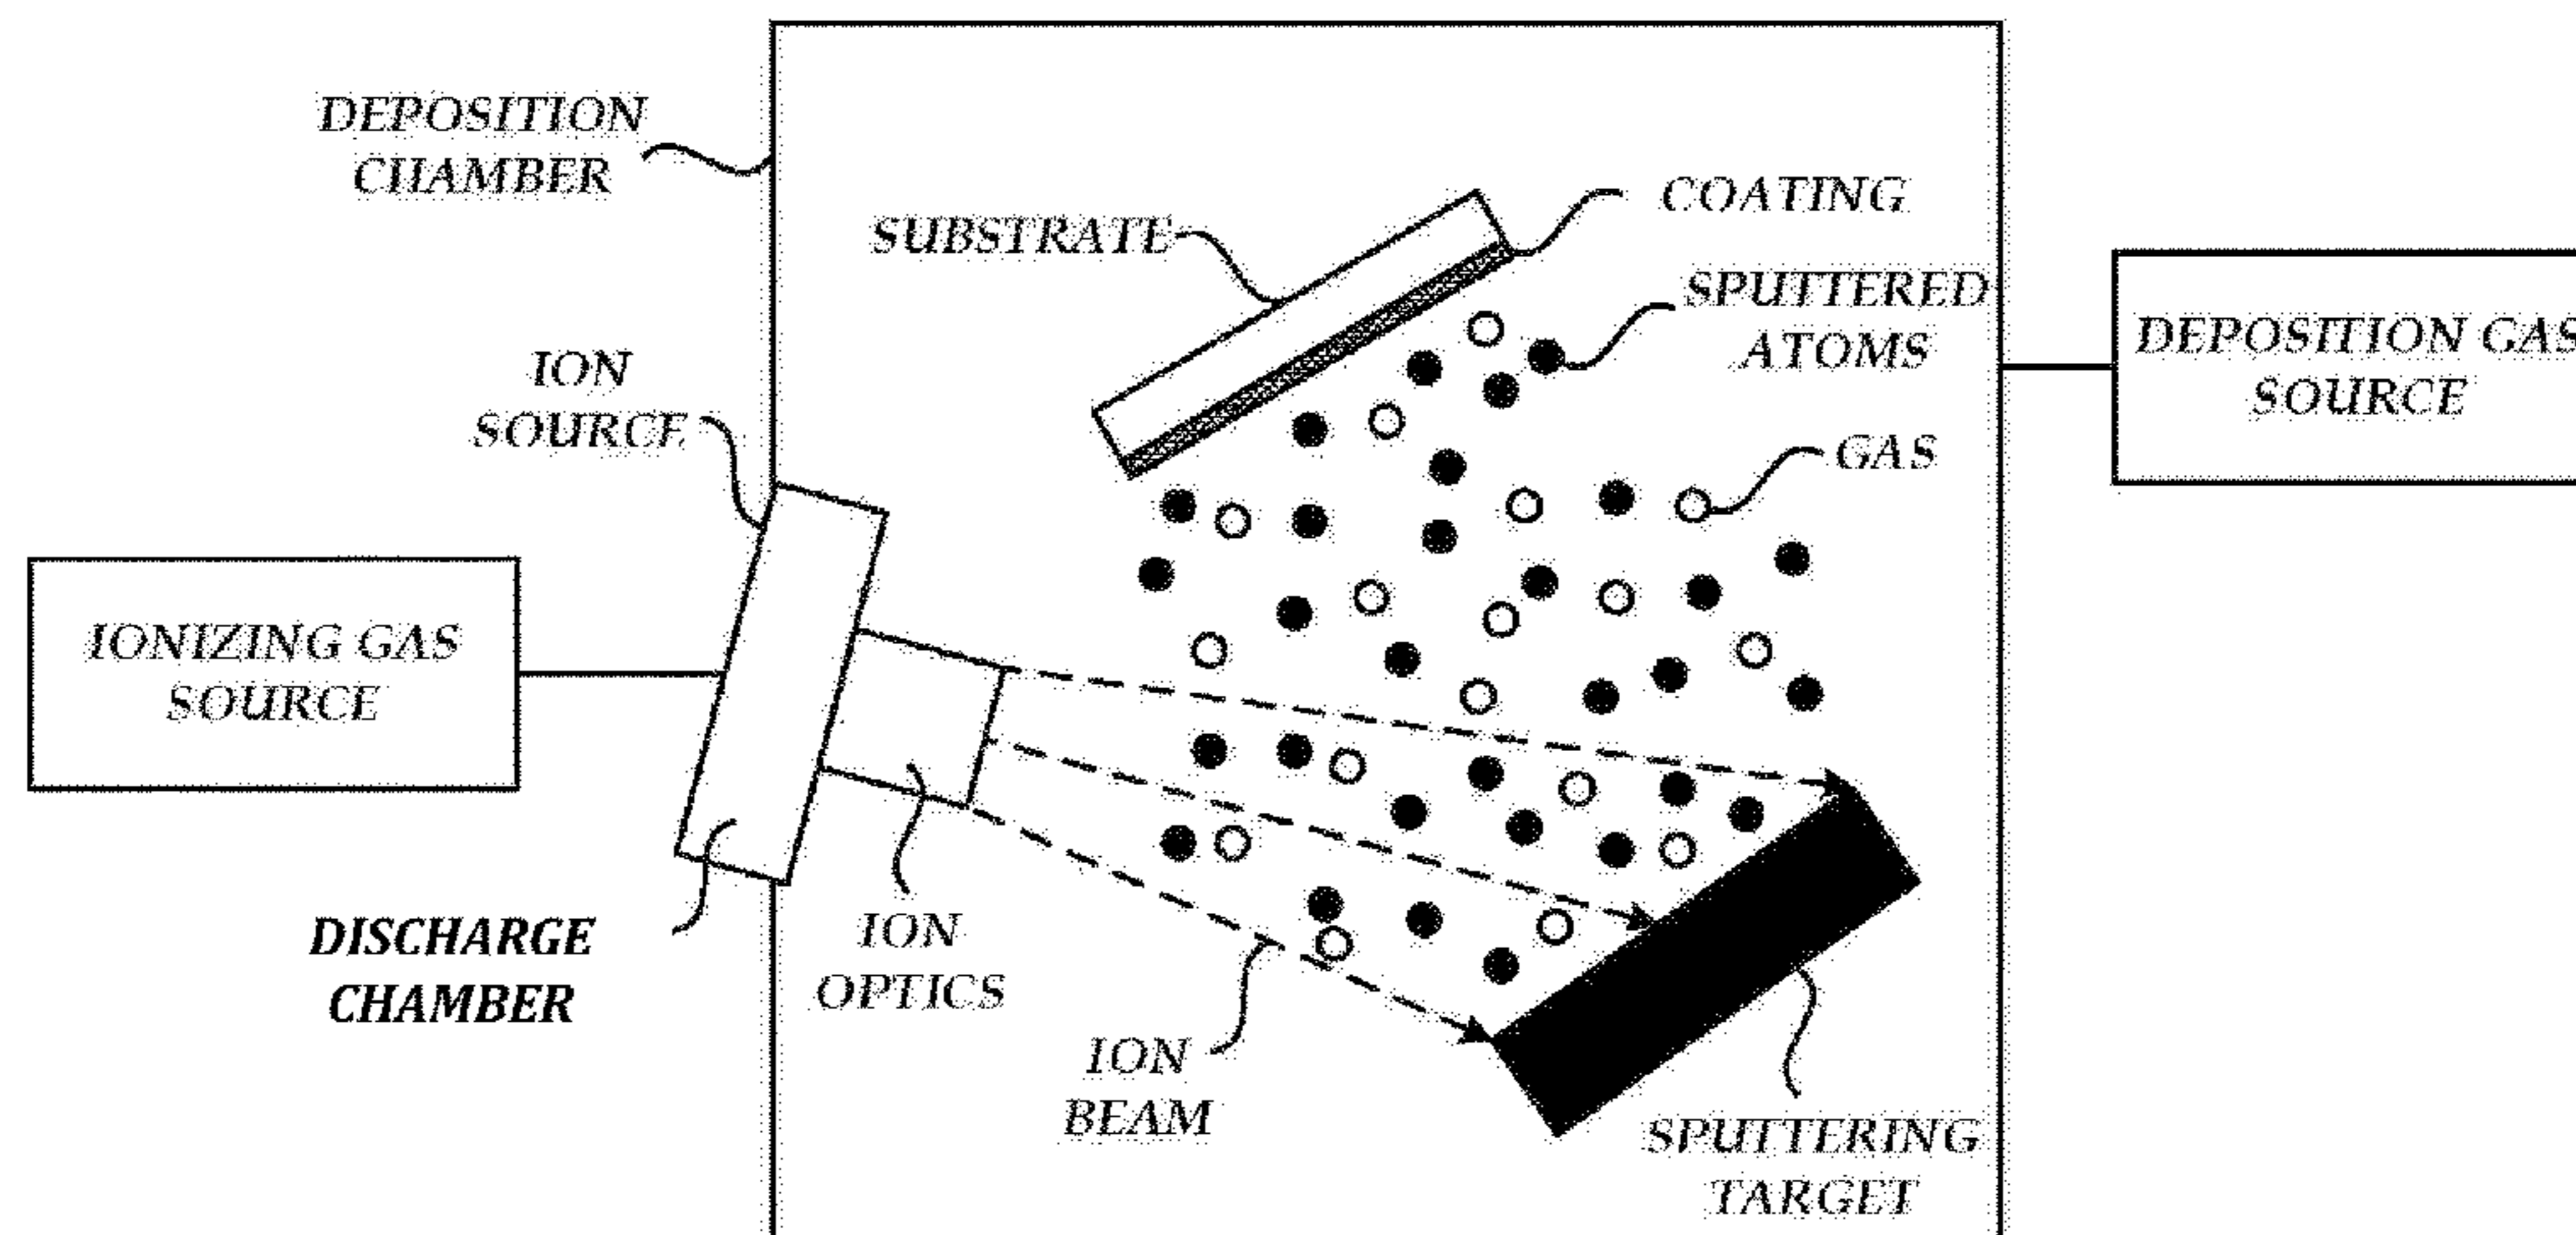 DEPOSITION
CHAMBER
SUBSTRATE
COATING
SPUTTERED
ATOMS
DEPOSITION GAS
SOURCE
ION
SOURCE
GAS
IONIZING GAS
SOURCE
DISCHARGE
CHAMBER
ION
OPTICS
ION
BEAM
SPUTTERING
TARGET